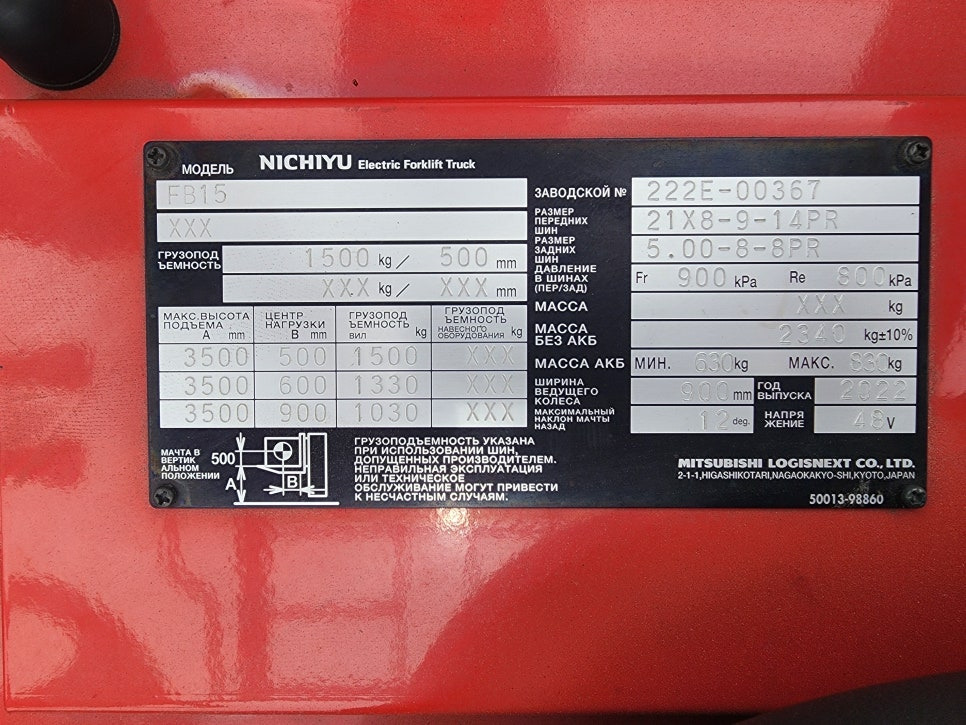 МОДЕЛЬ NICHIYU Electric Forklift Truck
FB15
XXX
ГРУЗОПОД
ЪЕМНОСТЬ
1500 kg / 500 mm
XXX kg / XXX mm
МАКС.ВЫСОТА
ПОДЪЕМА
A mm
ЦЕНТР
НАГРУЗКИ
B mm
ГРУЗОПОД
ЪЕМНОСТЬ
ВИЛ kg
ГРУЗОПОД
ЪЕМНОСТЬ
НАВЕСНОГО
ОБОРУДОВАНИЯ kg
3500 500 1500 XXX
3500 600 1330 XXX
3500 900 1030 XXX
МАЧТА В
ВЕРТИК
АЛЬНОМ
ПОЛОЖЕНИИ
500
A
B
ГРУЗОПОДЪЕМНОСТЬ УКАЗАНА
ПРИ ИСПОЛЬЗОВАНИИ ШИН,
ДОПУЩЕННЫХ ПРОИЗВОДИТЕЛЕМ.
НЕПРАВИЛЬНАЯ ЭКСПЛУАТАЦИЯ
ИЛИ ТЕХНИЧЕСКОЕ
ОБСЛУЖИВАНИЕ МОГУТ ПРИВЕСТИ
К НЕСЧАСТНЫМ СЛУЧАЯМ.
ЗАВОДСКОЙ № 222E-00367
РАЗМЕР
ПЕРЕДНИХ
ШИН
21X8-9-14PR
РАЗМЕР
ЗАДНИХ
ШИН
5.00-8-8PR
ДАВЛЕНИЕ
В ШИНАХ
(ПЕР/ЗАД)
Fr 900 kPa Re 800 kPa
МАССА XXX kg
МАССА
БЕЗ АКБ
2340 kg±10%
МАССА АКБ МИН. 630 kg МАКС. 830 kg
ШИРИНА
ВЕДУЩЕГО
КОЛЕСА
900 mm
ГОД
ВЫПУСКА
2022
МАКСИМАЛЬНЫЙ
НАКЛОН МАЧТЫ
НАЗАД
12 deg.
НАПРЯ
ЖЕНИЕ
48 V
MITSUBISHI LOGISNEXT CO., LTD.
2-1-1,HIGASHIKOTARI,NAGAOKAKYO-SHI,KYOTO,JAPAN
50013-98860